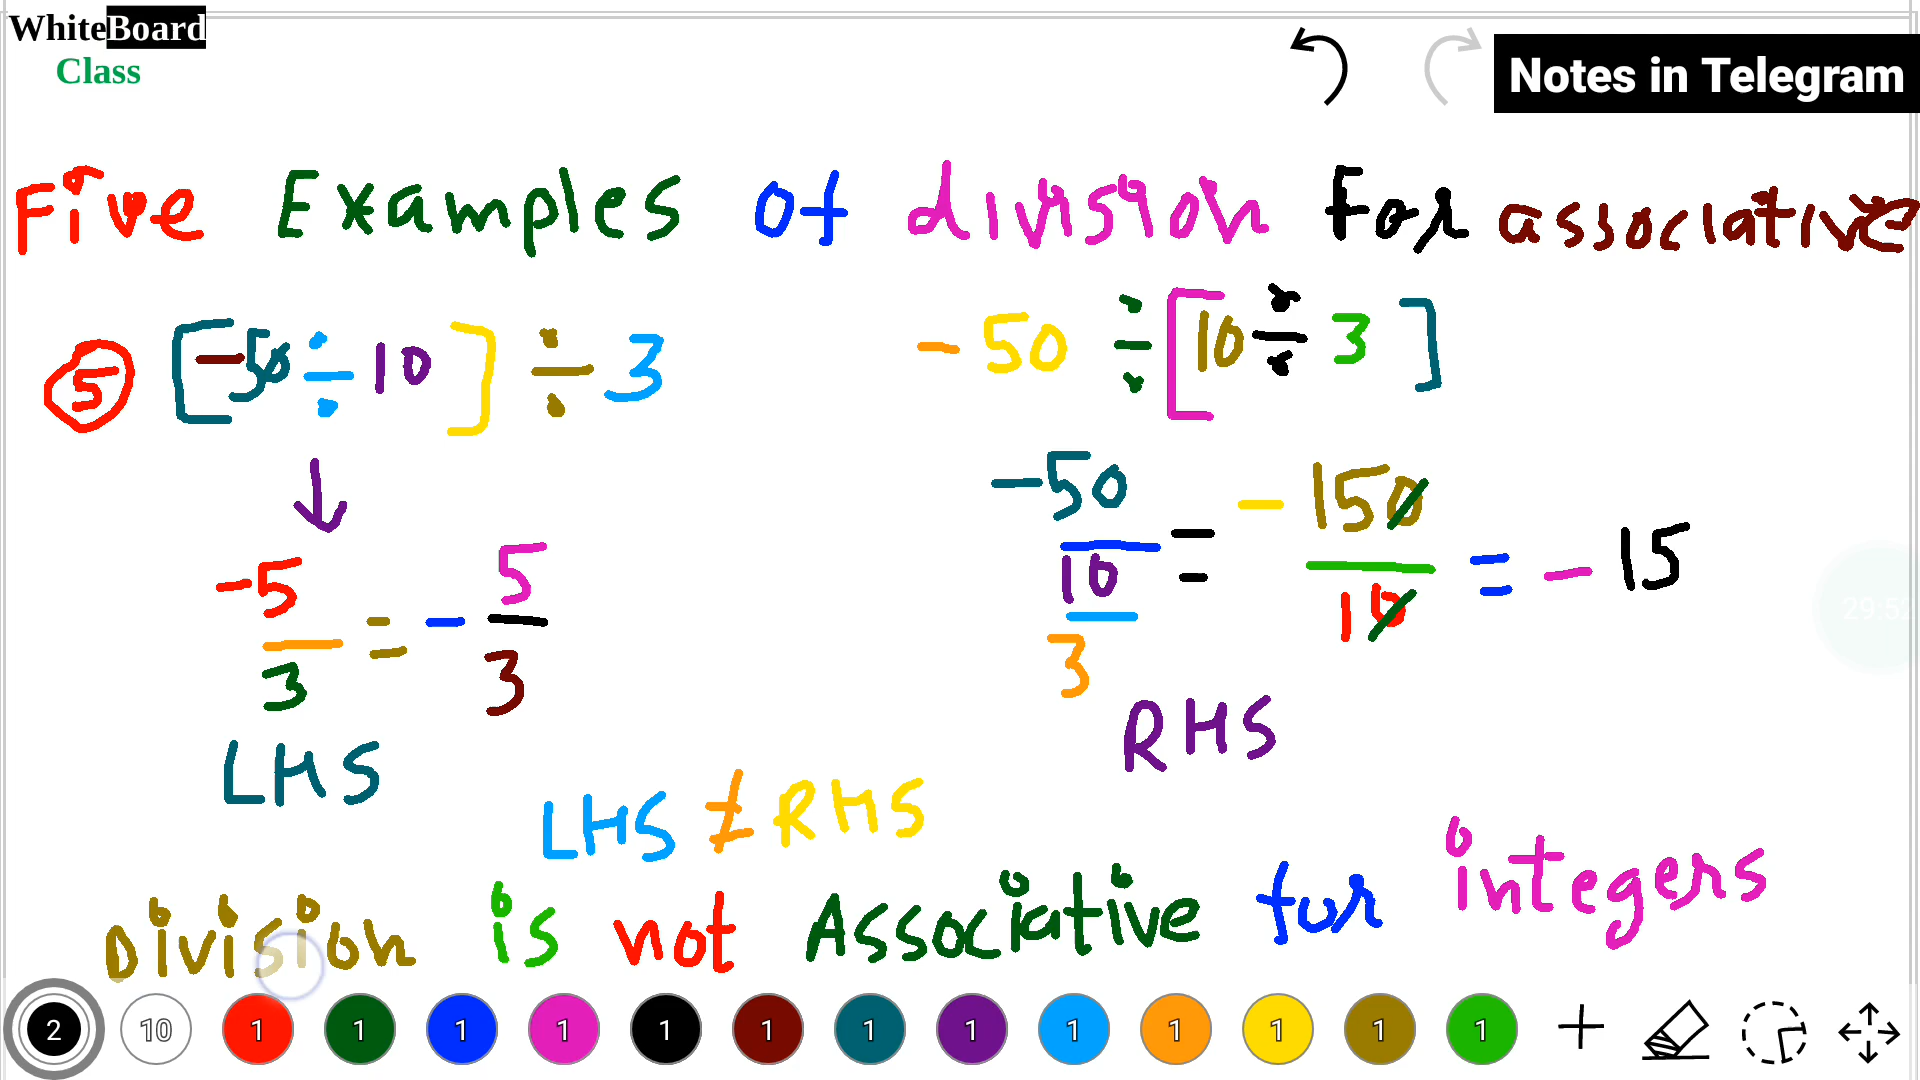 WhiteBoard
Class
Notes in Telegram
Five Examples of division for associative
5 [-50 ÷ 10] ÷ 3
-50 ÷ [10 ÷ 3]
↓
-5/3 = - 5/3
-50/10/3 = - 150/10 = - 15
LHS
RHS
LHS ≠ RHS
Division is not Associative for integers
29:52
2 10 1 1 1 1 1 1 1 1 1 1 1 1 1